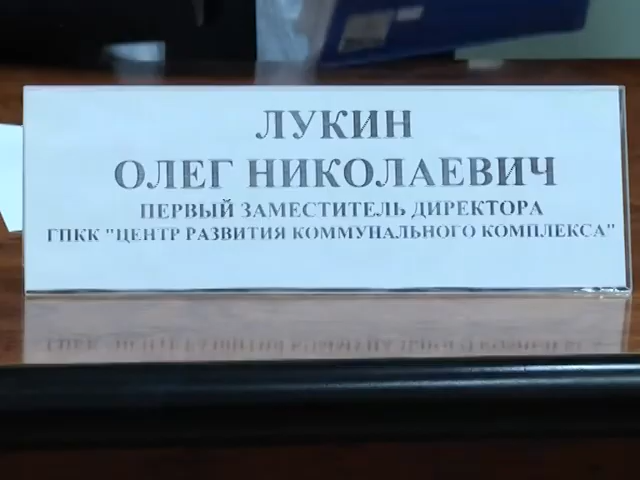 ЛУКИН
ОЛЕГ НИКОЛАЕВИЧ
ПЕРВЫЙ ЗАМЕСТИТЕЛЬ ДИРЕКТОРА
ГПКК "ЦЕНТР РАЗВИТИЯ КОММУНАЛЬНОГО КОМПЛЕКСА"